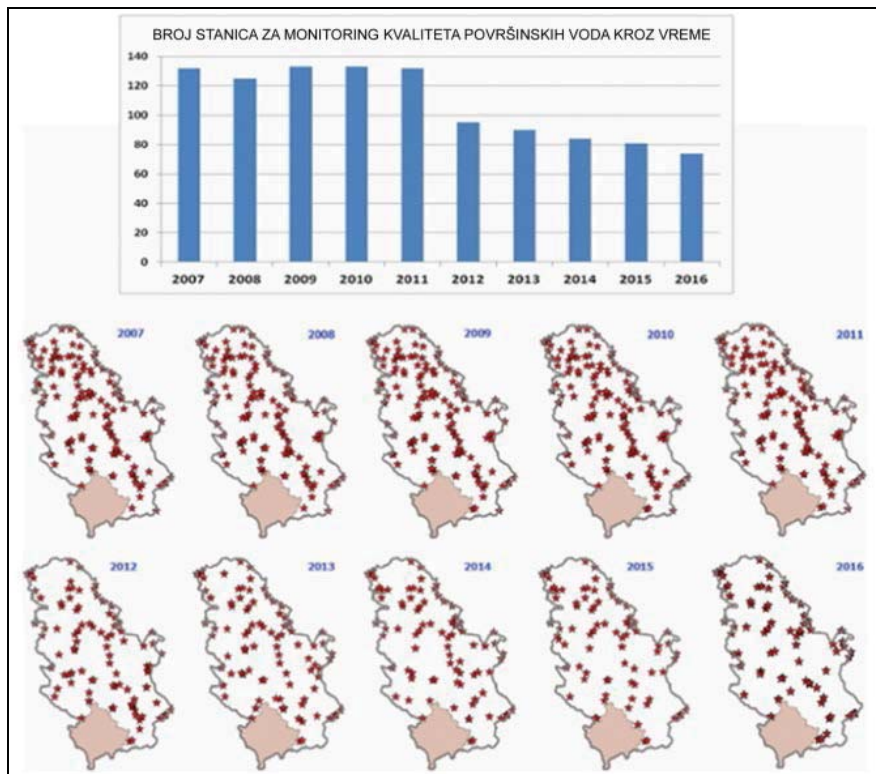 BROJ STANICA ZA MONITORING KVALITETA POVRŠINSKIH VODA KROZ VREME
140
120
100
80
60
40
20
0
2007 2008 2009 2010 2011 2012 2013 2014 2015 2016
2007 2008 2009 2010 2011
2012 2013 2014 2015 2016